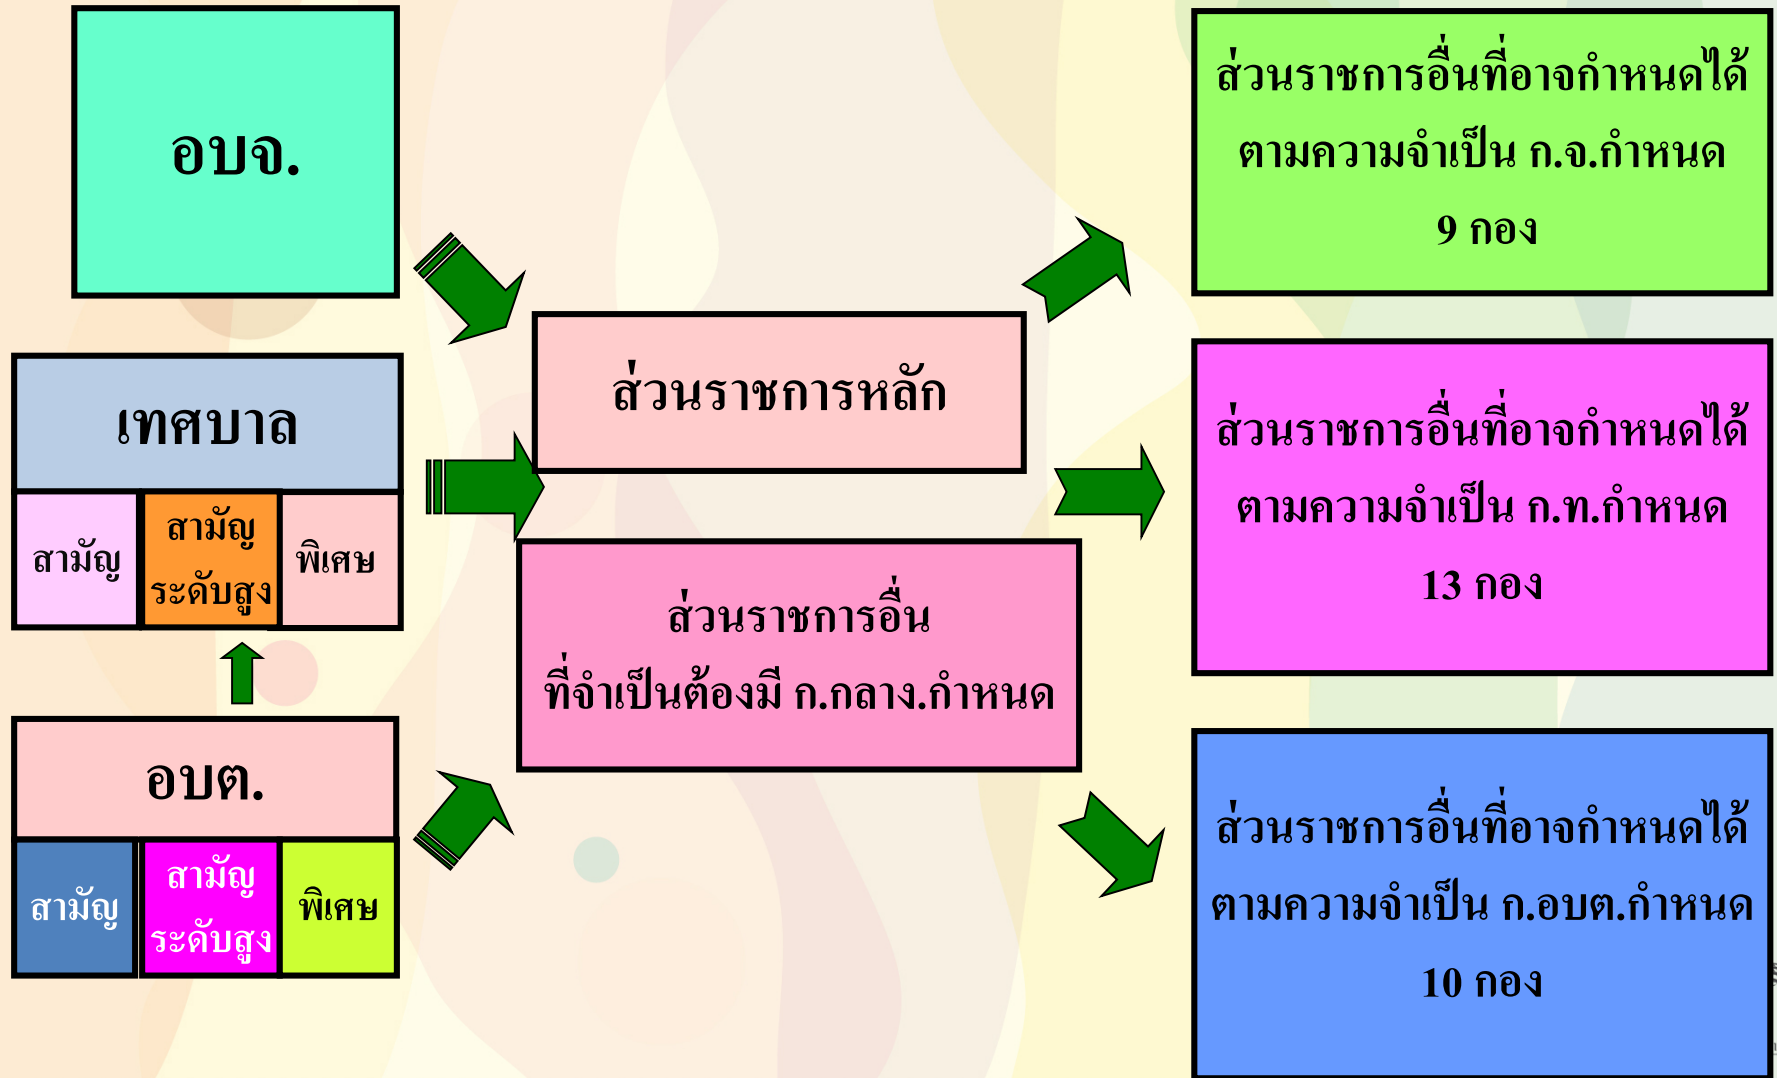 อบจ.
เทศบาล
สามัญ
สามัญ
ระดับสูง
พิเศษ
อบต.
สามัญ
สามัญ
ระดับสูง
พิเศษ
ส่วนราชการหลัก
ส่วนราชการอื่น
ที่จำเป็นต้องมี ก.กลาง.กำหนด
ส่วนราชการอื่นที่อาจกำหนดได้
ตามความจำเป็น ก.จ.กำหนด
9 กอง
ส่วนราชการอื่นที่อาจกำหนดได้
ตามความจำเป็น ก.ท.กำหนด
13 กอง
ส่วนราชการอื่นที่อาจกำหนดได้
ตามความจำเป็น ก.อบต.กำหนด
10 กอง